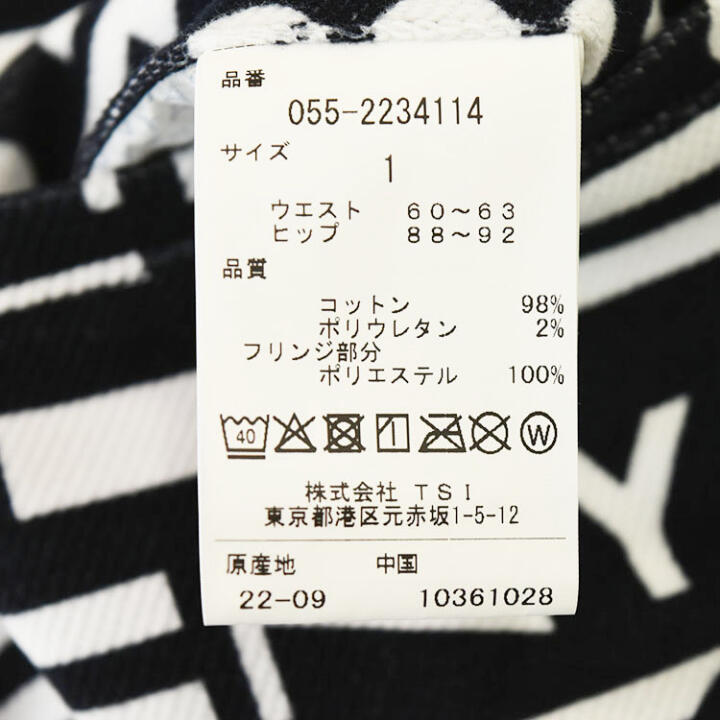 品番
055-2234114
サイズ
1
ウエスト 60～63
ヒップ 88～92
品質
コットン 98%
ポリウレタン 2%
フリンジ部分
ポリエステル 100%
40 W
株式会社 TSI
東京都港区元赤坂1-5-12
原産地 中国
22-09 10361028
Y